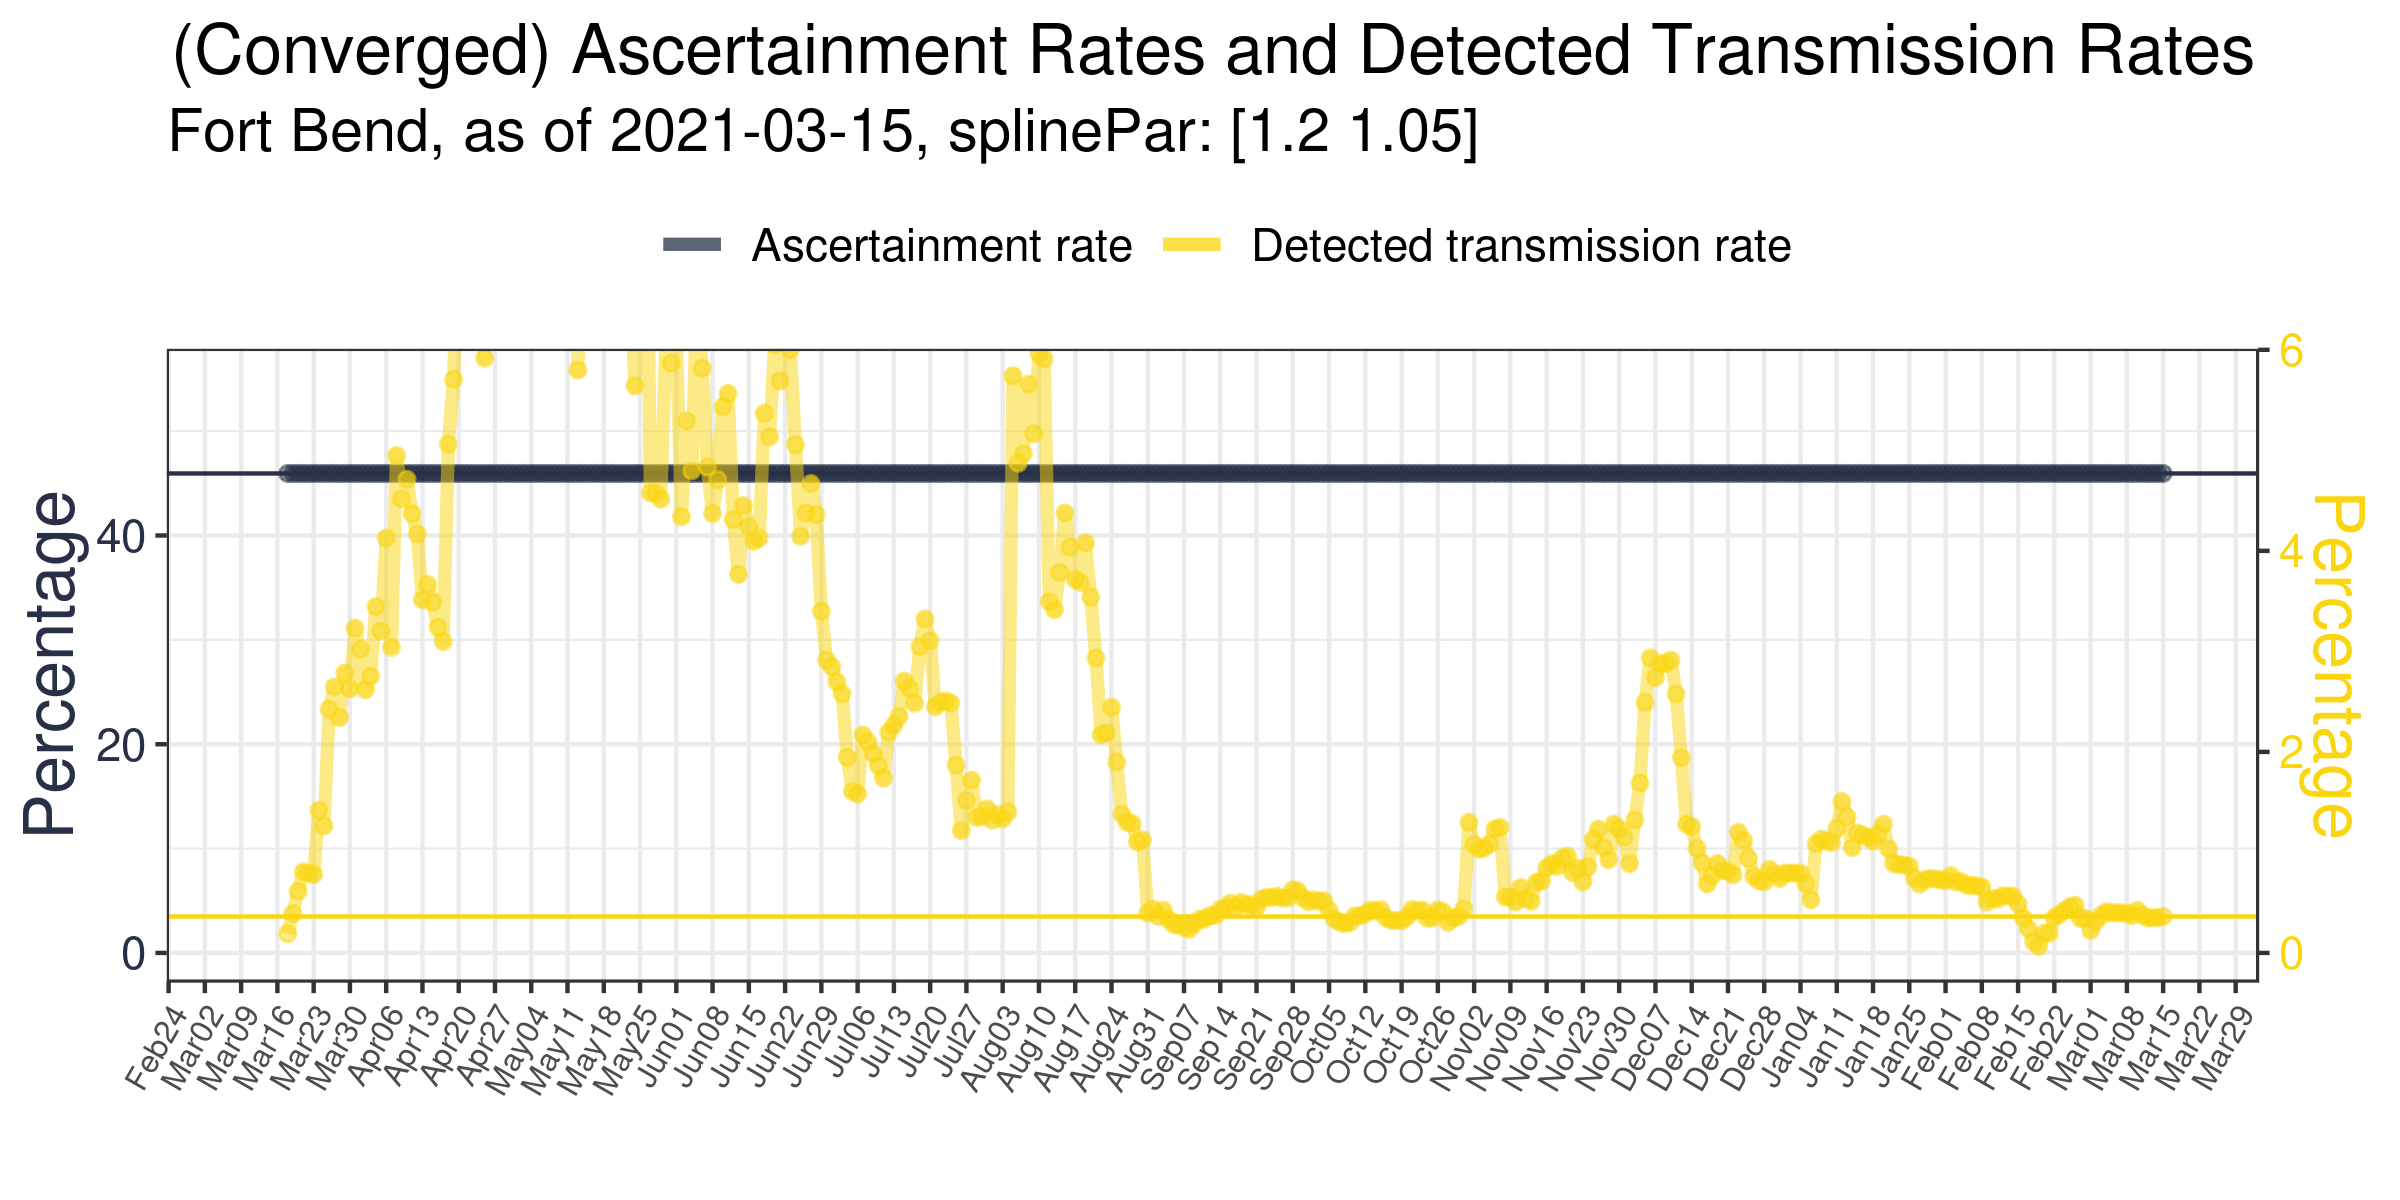 (Converged) Ascertainment Rates and Detected Transmission Rates
Fort Bend, as of 2021-03-15, splinePar: [1.2 1.05]
Ascertainment rate
Detected transmission rate
Percentage
40
20
0
6
4
2
0
Percentage
Feb24
Mar02
Mar09
Mar16
Mar23
Mar30
Apr06
Apr13
Apr20
Apr27
May04
May11
May18
May25
Jun01
Jun08
Jun15
Jun22
Jun29
Jul06
Jul13
Jul20
Jul27
Aug03
Aug10
Aug17
Aug24
Aug31
Sep07
Sep14
Sep21
Sep28
Oct05
Oct12
Oct19
Oct26
Nov02
Nov09
Nov16
Nov23
Nov30
Dec07
Dec14
Dec21
Dec28
Jan04
Jan11
Jan18
Jan25
Feb01
Feb08
Feb15
Feb22
Mar01
Mar08
Mar15
Mar22
Mar29